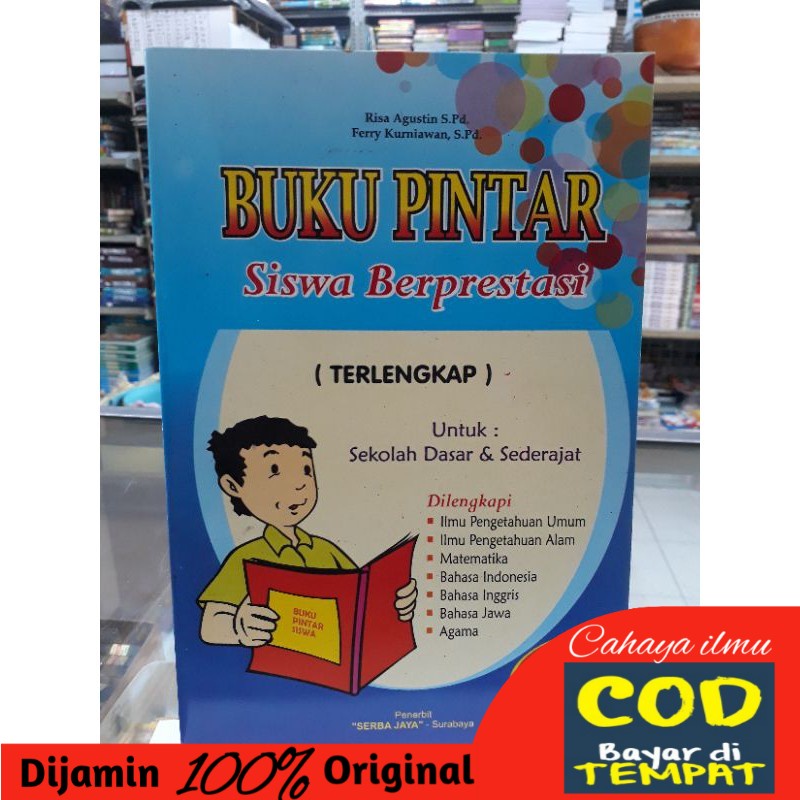 Risa Agustin S.Pd.
Ferry Kurniawan, S.Pd.
BUKU PINTAR
Siswa Berprestasi
( TERLENGKAP )
Untuk :
Sekolah Dasar & Sederajat
Dilengkapi
Ilmu Pengetahuan Umum
Ilmu Pengetahuan Alam
Matematika
Bahasa Indonesia
Bahasa Inggris
Bahasa Jawa
Agama
BUKU
PINTAR
SISWA
Penerbit
"SERBA JAYA" - Surabaya
Cahaya ilmu
COD
Bayar di
TEMPAT
Dijamin 100% Original